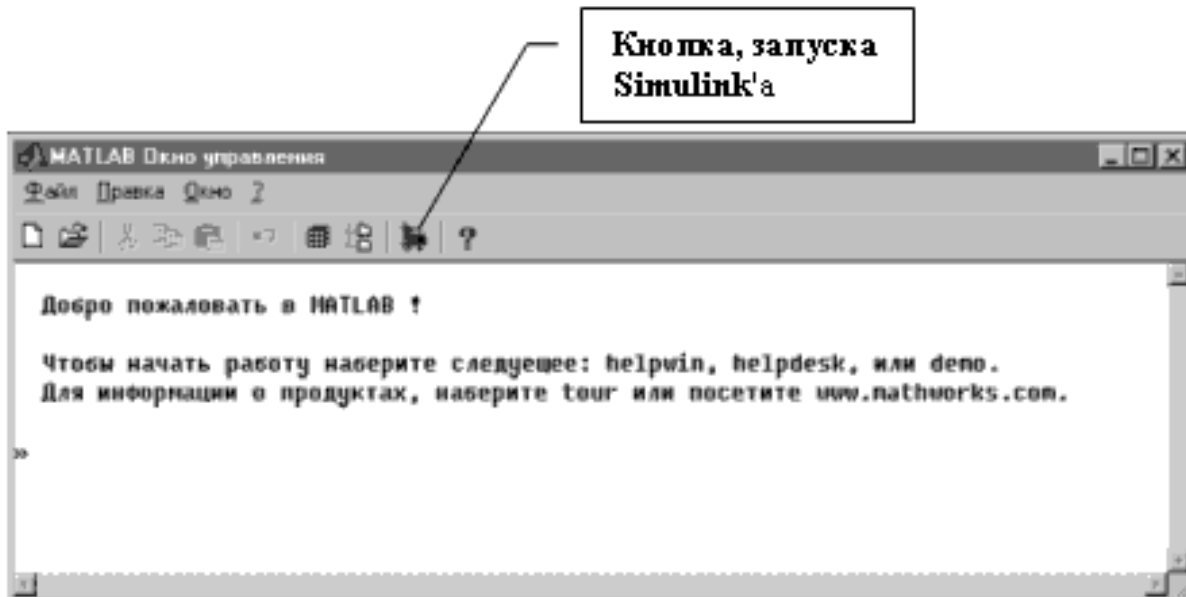 Кнопка, запуска
Simulink'а
MATLAB Окно управления
Файл Правка Окно ?
?
Добро пожаловать в MATLAB !
Чтобы начать работу наберите следуещее: helpwin, helpdesk, или demo.
Для информации о продуктах, наберите tour или посетите www.mathworks.com.
»